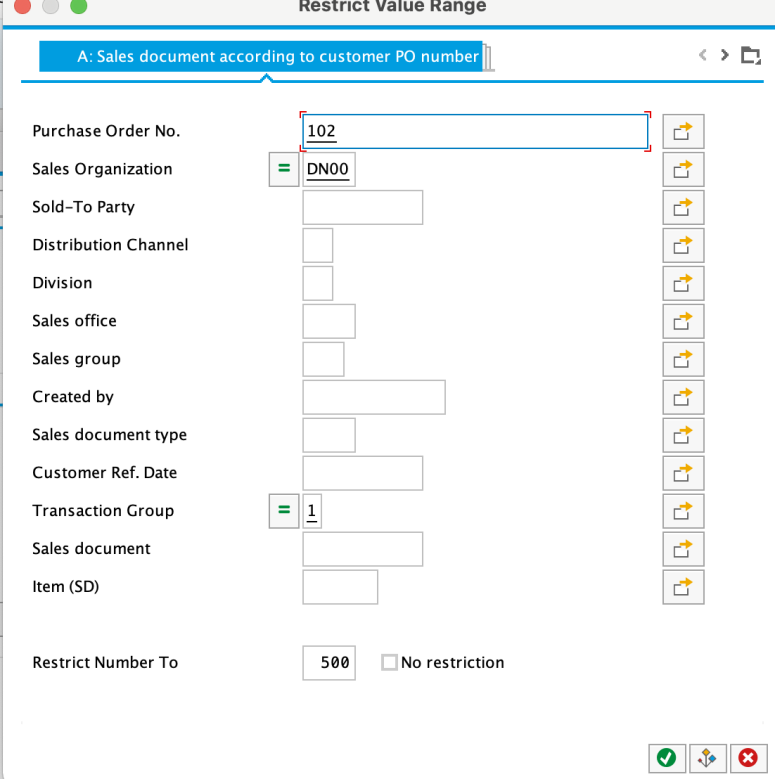 Restrict Value Range
A: Sales document according to customer PO number
Purchase Order No. 102
Sales Organization = DN00
Sold-To Party
Distribution Channel
Division
Sales office
Sales group
Created by
Sales document type
Customer Ref. Date
Transaction Group = 1
Sales document
Item (SD)
Restrict Number To 500 No restriction